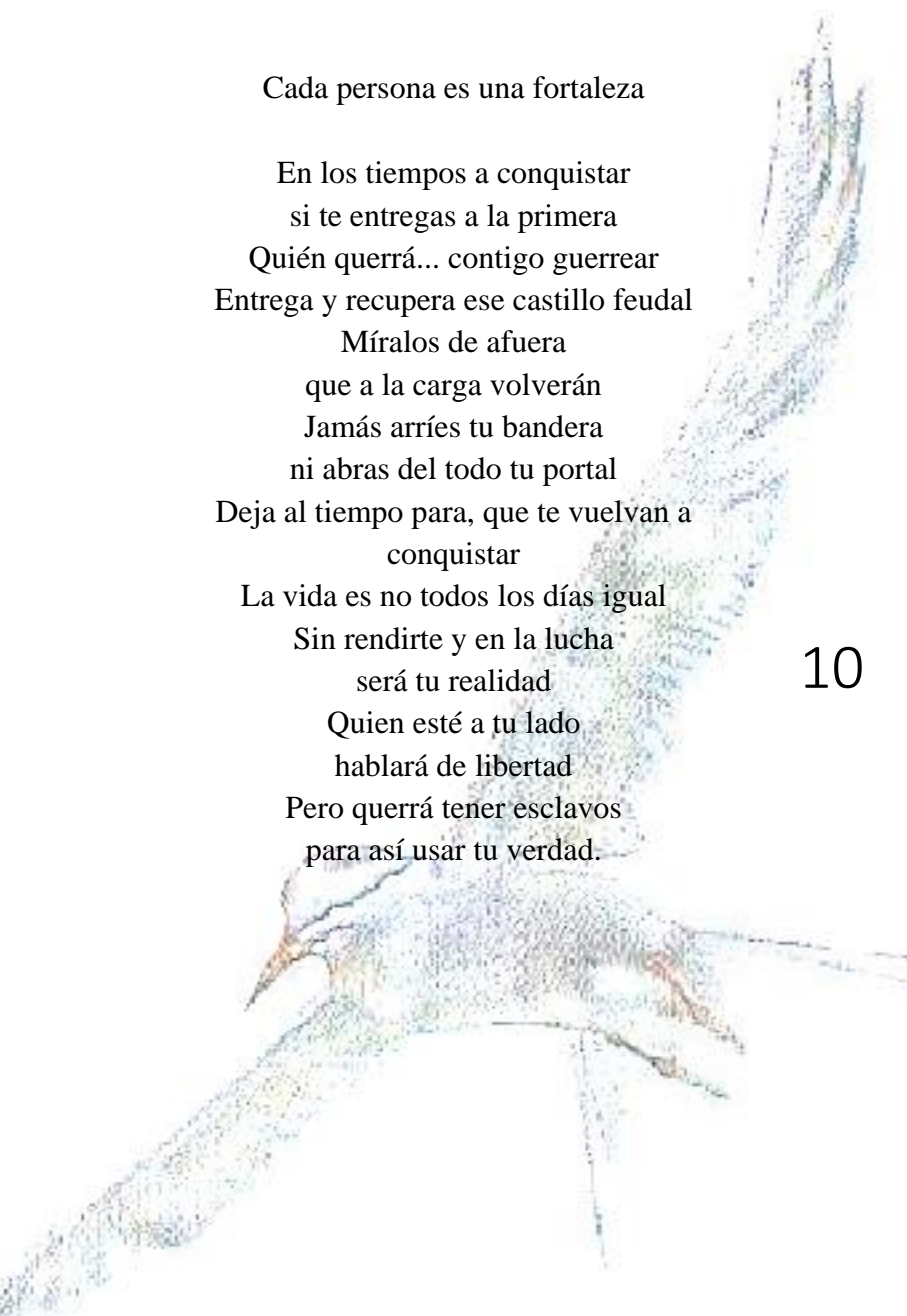 Cada persona es una fortaleza
En los tiempos a conquistar
si te entregas a la primera
Quién querrá... contigo guerrear
Entrega y recupera ese castillo feudal
Míralos de afuera
que a la carga volverán
Jamás arríes tu bandera
ni abras del todo tu portal
Deja al tiempo para, que te vuelvan a
conquistar
La vida es no todos los días igual
Sin rendirte y en la lucha
será tu realidad
Quien esté a tu lado
hablará de libertad
Pero querrá tener esclavos
para así usar tu verdad.
10